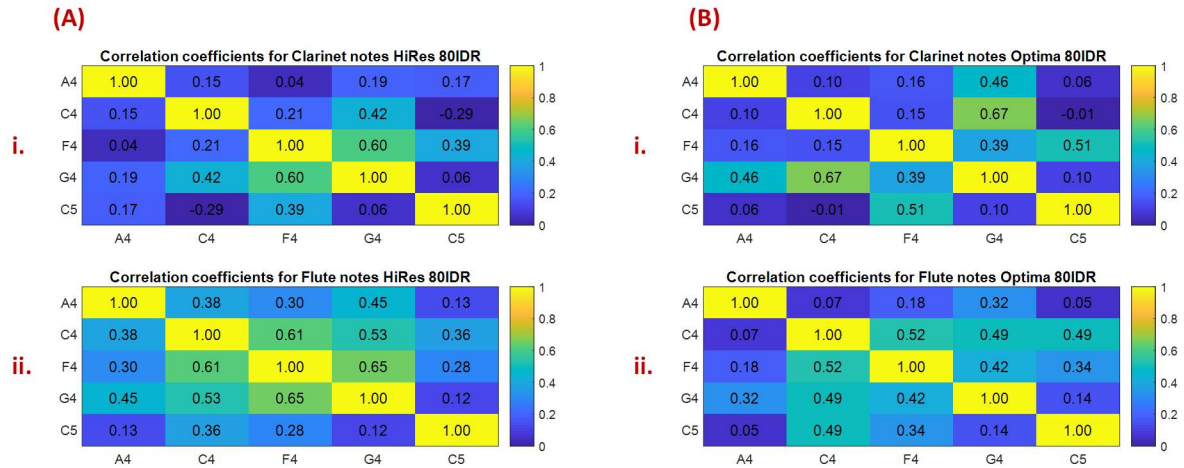 (A)
Correlation coefficients for Clarinet notes HiRes 80IDR
i.
A4 1.00 0.15 0.04 0.19 0.17
C4 0.15 1.00 0.21 0.42 -0.29
F4 0.04 0.21 1.00 0.60 0.39
G4 0.19 0.42 0.60 1.00 0.06
C5 0.17 -0.29 0.39 0.06 1.00
A4 C4 F4 G4 C5
1
0.8
0.6
0.4
0.2
0
Correlation coefficients for Flute notes HiRes 80IDR
ii.
A4 1.00 0.38 0.30 0.45 0.13
C4 0.38 1.00 0.61 0.53 0.36
F4 0.30 0.61 1.00 0.65 0.28
G4 0.45 0.53 0.65 1.00 0.12
C5 0.13 0.36 0.28 0.12 1.00
A4 C4 F4 G4 C5
1
0.8
0.6
0.4
0.2
0
(B)
Correlation coefficients for Clarinet notes Optima 80IDR
i.
A4 1.00 0.10 0.16 0.46 0.06
C4 0.10 1.00 0.15 0.67 -0.01
F4 0.16 0.15 1.00 0.39 0.51
G4 0.46 0.67 0.39 1.00 0.10
C5 0.06 -0.01 0.51 0.10 1.00
A4 C4 F4 G4 C5
1
0.8
0.6
0.4
0.2
0
Correlation coefficients for Flute notes Optima 80IDR
ii.
A4 1.00 0.07 0.18 0.32 0.05
C4 0.07 1.00 0.52 0.49 0.49
F4 0.18 0.52 1.00 0.42 0.34
G4 0.32 0.49 0.42 1.00 0.14
C5 0.05 0.49 0.34 0.14 1.00
A4 C4 F4 G4 C5
1
0.8
0.6
0.4
0.2
0